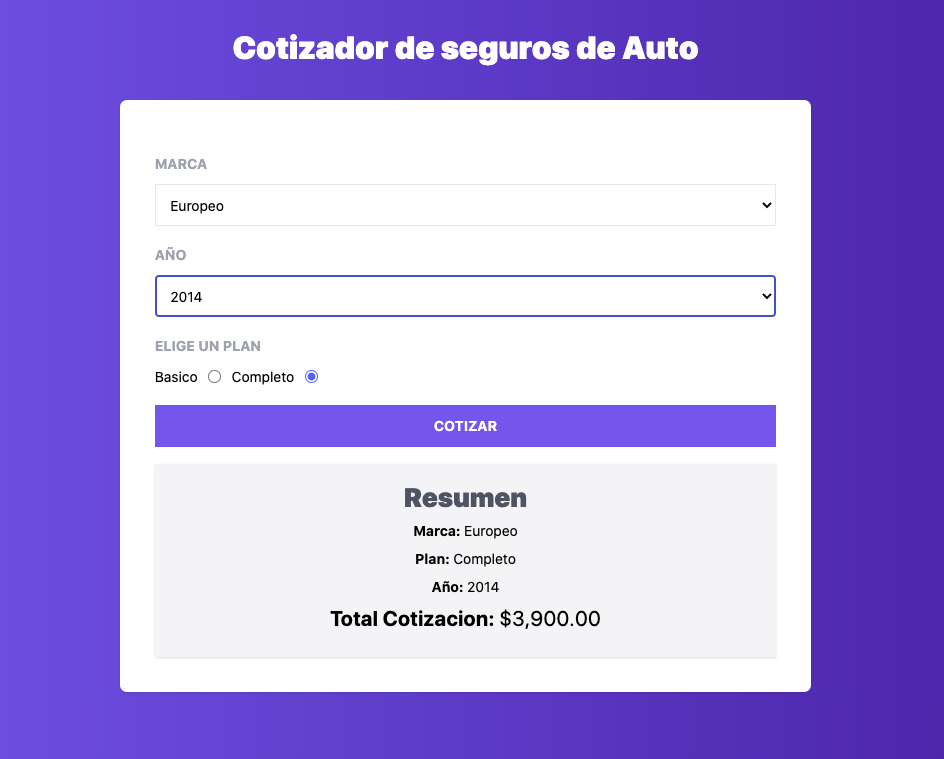 Cotizador de seguros de Auto
MARCA
Europeo
AÑO
2014
ELIGE UN PLAN
Basico Completo
COTIZAR
Resumen
Marca: Europeo
Plan: Completo
Año: 2014
Total Cotizacion: $3,900.00